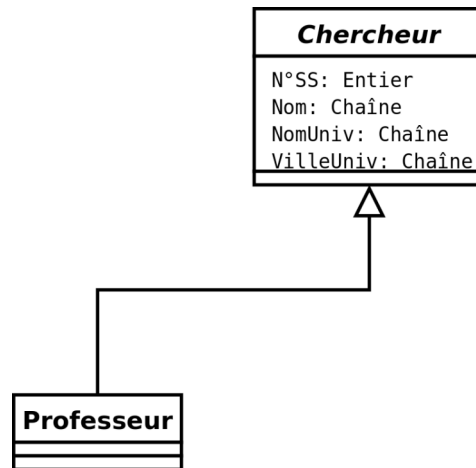 Chercheur
N°SS: Entier
Nom: Chaîne
NomUniv: Chaîne
VilleUniv: Chaîne
Professeur